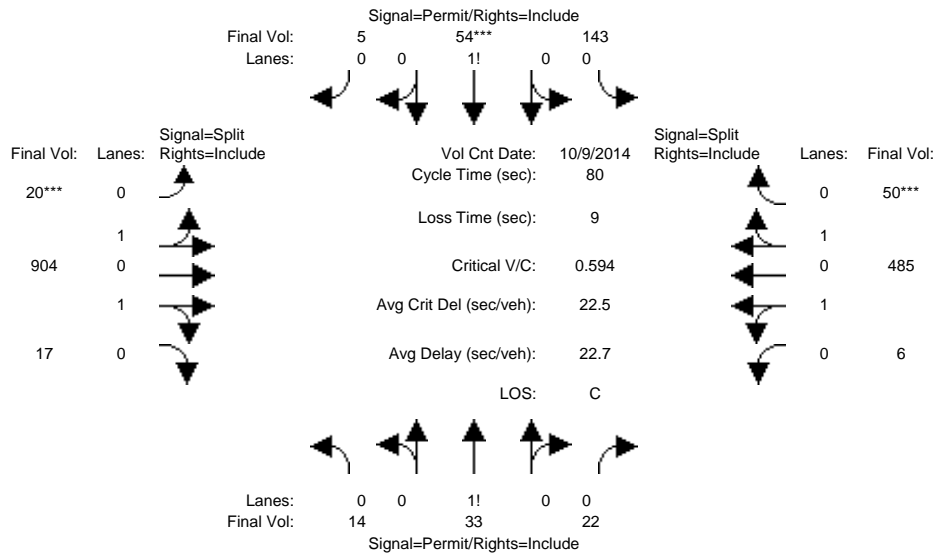 Signal=Permit/Rights=Include
Final Vol: 5 54*** 143
Lanes: 0 0 1! 0 0
Signal=Split
Final Vol: Lanes: Rights=Include
Vol Cnt Date: 10/9/2014
Signal=Split
Rights=Include Lanes: Final Vol:
Cycle Time (sec): 80
20*** 0
0 50***
Loss Time (sec): 9
1
1
904 0
Critical V/C: 0.594
0 485
1
Avg Crit Del (sec/veh): 22.5
1
17 0
Avg Delay (sec/veh): 22.7
0 6
LOS: C
Lanes: 0 0 1! 0 0
Final Vol: 14 33 22
Signal=Permit/Rights=Include